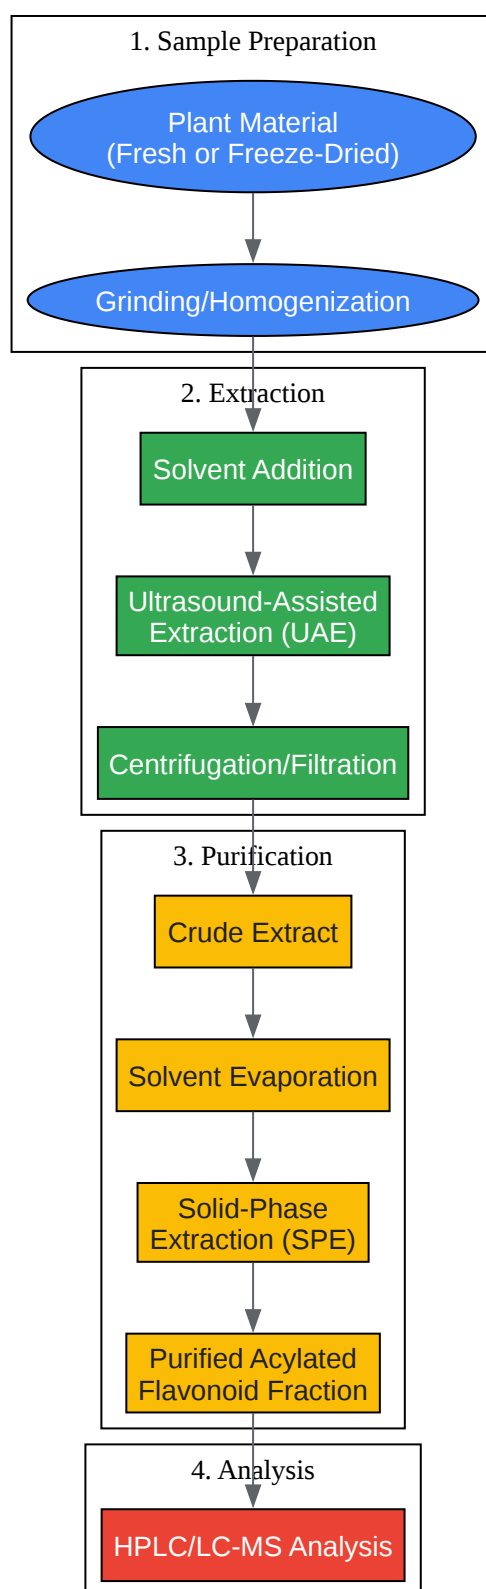 1. Sample Preparation
Plant Material
(Fresh or Freeze-Dried)
Grinding/Homogenization
2. Extraction
Solvent Addition
Ultrasound-Assisted
Extraction (UAE)
Centrifugation/Filtration
3. Purification
Crude Extract
Solvent Evaporation
Solid-Phase
Extraction (SPE)
Purified Acylated
Flavonoid Fraction
4. Analysis
HPLC/LC-MS Analysis